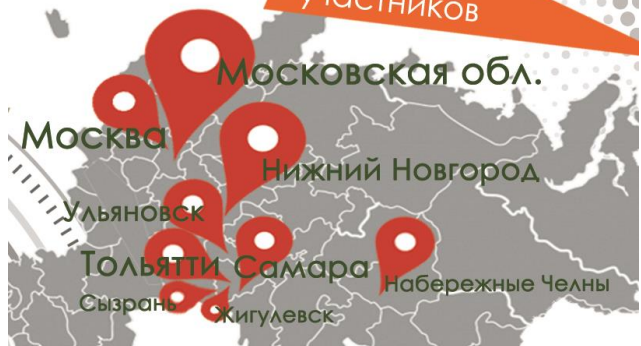 участников
Московская обл.
Москва
Нижний Новгород
Ульяновск
Тольятти
Самара
Набережные Челны
Сызрань
Жигулевск